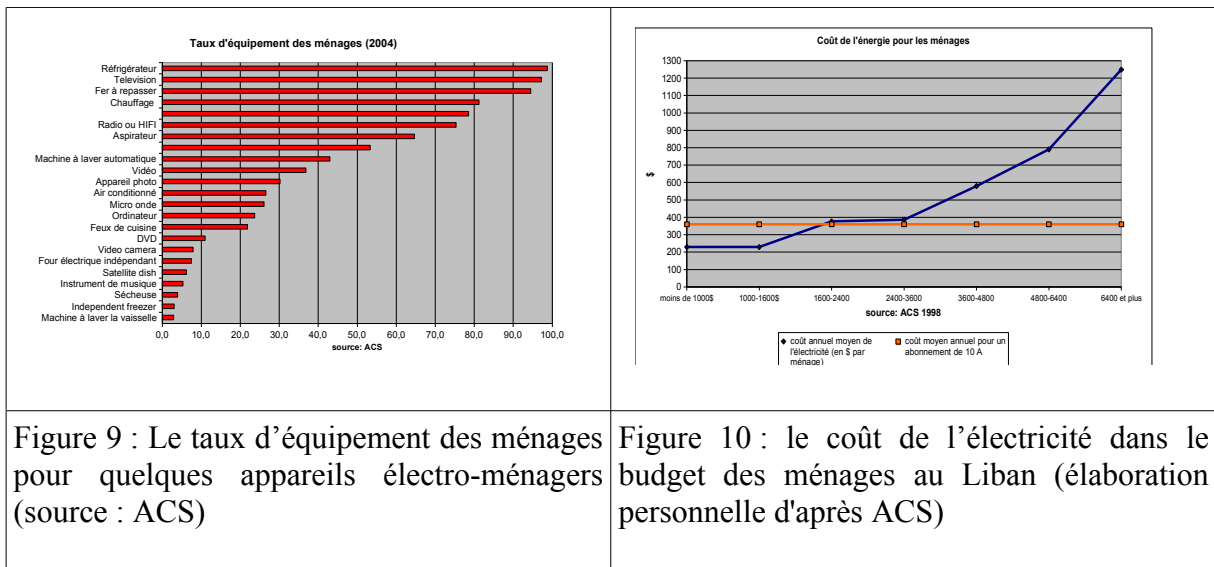 Taux d'équipement des ménages (2004)
Réfrigérateur
Television
Fer à repasser
Chauffage
Radio ou HIFI
Aspirateur
Machine à laver automatique
Vidéo
Appareil photo
Air conditionné
Micro onde
Ordinateur
Feux de cuisine
DVD
Video camera
Four électrique indépendant
Satellite dish
Instrument de musique
Sécheuse
Independent freezer
Machine à laver la vaisselle
0,0 10,0 20,0 30,0 40,0 50,0 60,0 70,0 80,0 90,0 100,0
source: ACS
Coût de l'énergie pour les ménages
1300
1200
1100
1000
900
800
700
600
500
400
300
200
100
0
$
moins de 1000$ 1000-1600$ 1600-2400 2000-3600 3600-4800 4800-6400 6400 et plus
source: ACS 1998
coût annuel moyen de
l'électricité (en $ par
ménage)
coût moyen annuel pour un
abonnement de 10 A
Figure 9 : Le taux d’équipement des ménages
pour quelques appareils électro-ménagers
(source : ACS)
Figure 10 : le coût de l’électricité dans le
budget des ménages au Liban (élaboration
personnelle d'après ACS)